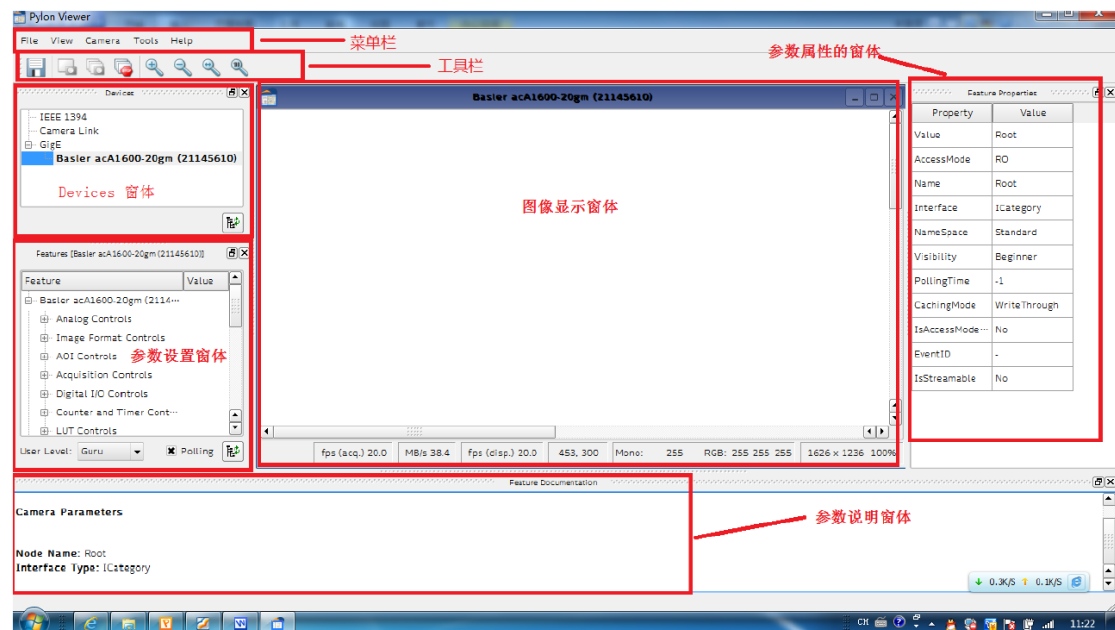 Pylon Viewer
File View Camera Tools Help
菜单栏
工具栏
参数属性的窗体
Devices
IEEE 1394
Camera Link
GigE
Basler acA1600-20gm (21145610)
Devices 窗体
Features [Basler acA1600-20gm (21145610)]
Feature Value
Basler acA1600-20gm (2114···
Analog Controls
Image Format Controls
AOI Controls
参数设置窗体
Acquisition Controls
Digital I/O Controls
Counter and Timer Cont···
LUT Controls
User Level: Guru Polling
Basler acA1600-20gm (21145610)
图像显示窗体
fps (acq.) 20.0 MB/s 38.4 fps (disp.) 20.0 453, 300 Mono: 255 RGB: 255 255 255 1626 x 1236 100%
Feature Properties
Property Value
Value Root
AccessMode RO
Name Root
Interface ICategory
NameSpace Standard
Visibility Beginner
PollingTime -1
CachingMode WriteThrough
IsAccessMode··· No
EventID -
IsStreamable No
Feature Documentation
Camera Parameters
参数说明窗体
Node Name: Root
Interface Type: ICategory
0.3K/S 0.1K/S
CH 11:22